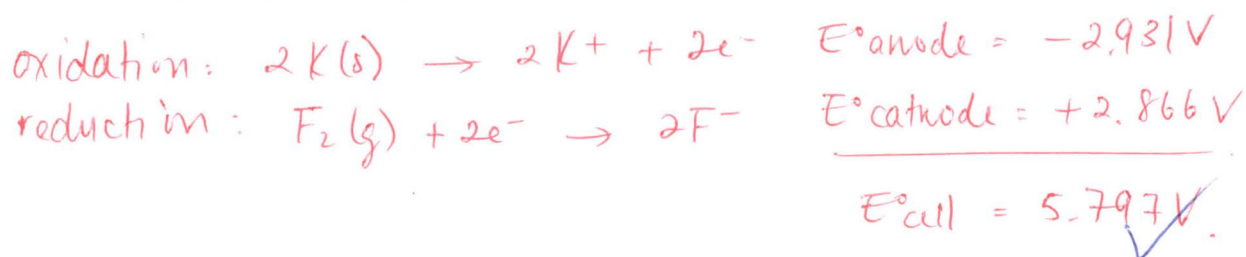 oxidation: 2K(s) → 2K+ + 2e- E°anode = -2.931V
reduction: F₂(g) + 2e- → 2F- E°cathode = +2.866 V
E°cell = 5.797V.